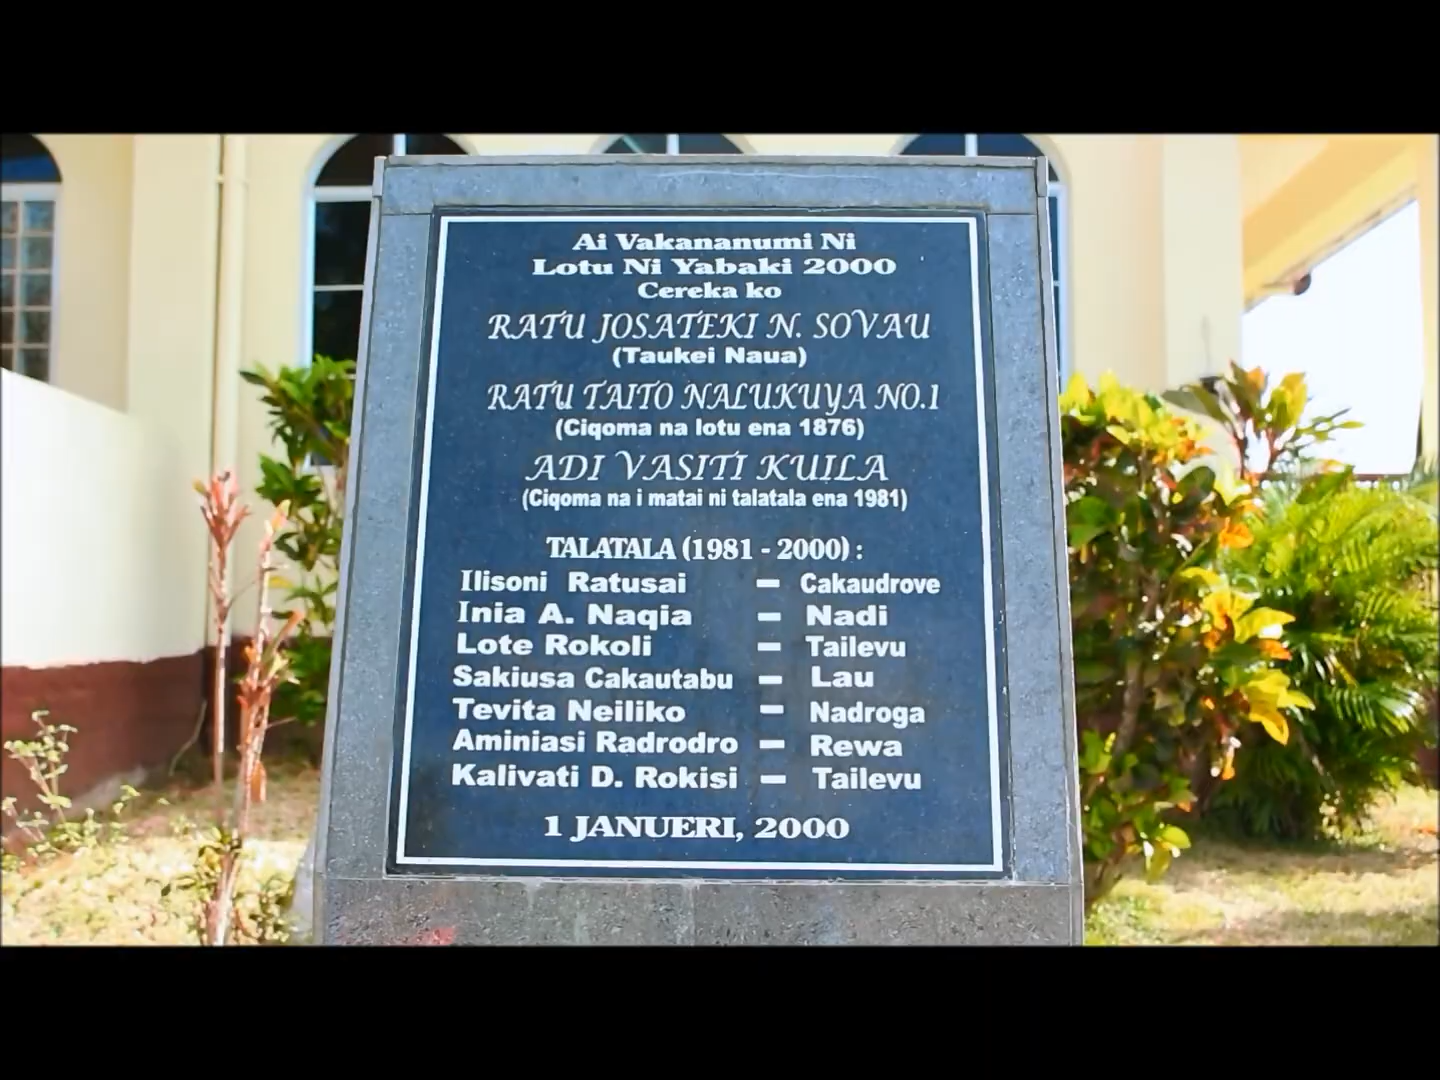 Ai Vakananumi Ni
Lotu Ni Yabaki 2000
Cereka ko
RATU JOSATEKI N. SOVAU
(Taukei Naua)
RATU TAITO NALUKUYA NO.1
(Ciqoma na lotu ena 1876)
ADI VASITI KUILA
(Ciqoma na i matai ni talatala ena 1981)
TALATALA (1981 - 2000) :
Ilisoni Ratusai – Cakaudrove
Inia A. Naqia – Nadi
Lote Rokoli – Tailevu
Sakiusa Cakautabu – Lau
Tevita Neiliko – Nadroga
Aminiasi Radrodro – Rewa
Kalivati D. Rokisi – Tailevu
1 JANUERI, 2000